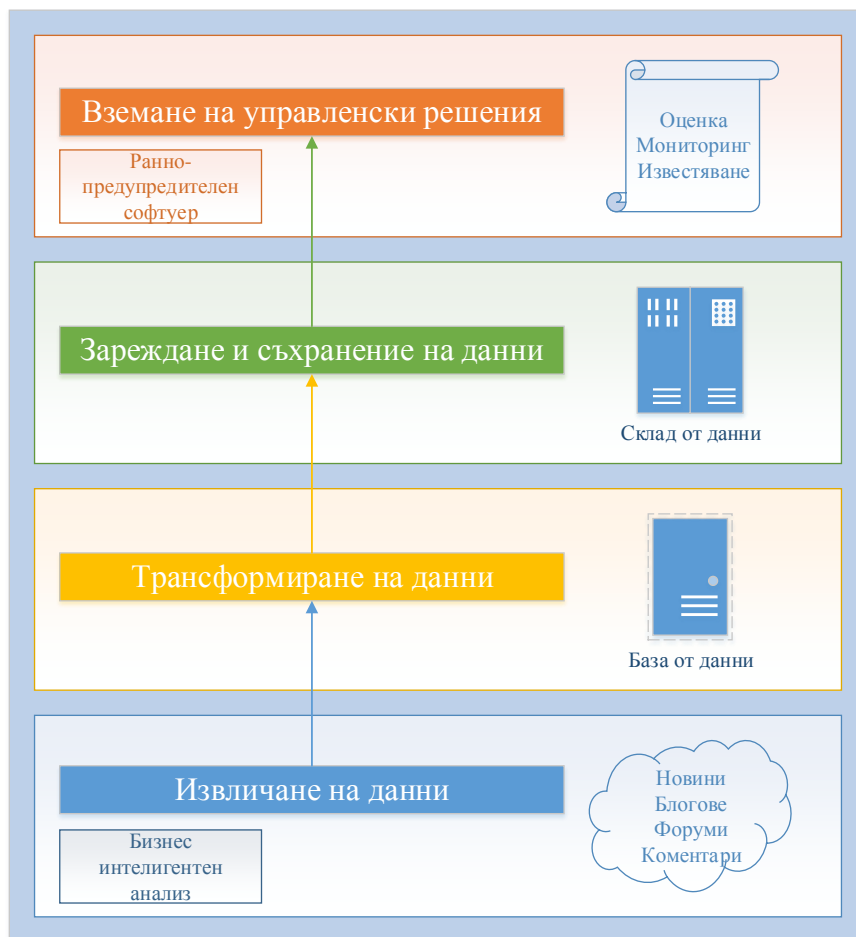 Вземане на управленски решения
Ранно-
предупредителен
софтуер
Оценка
Мониторинг
Известяване
Зареждане и съхранение на данни
Склад от данни
Трансформиране на данни
База от данни
Извличане на данни
Бизнес
интелигентен
анализ
Новини
Блогове
Форуми
Коментари